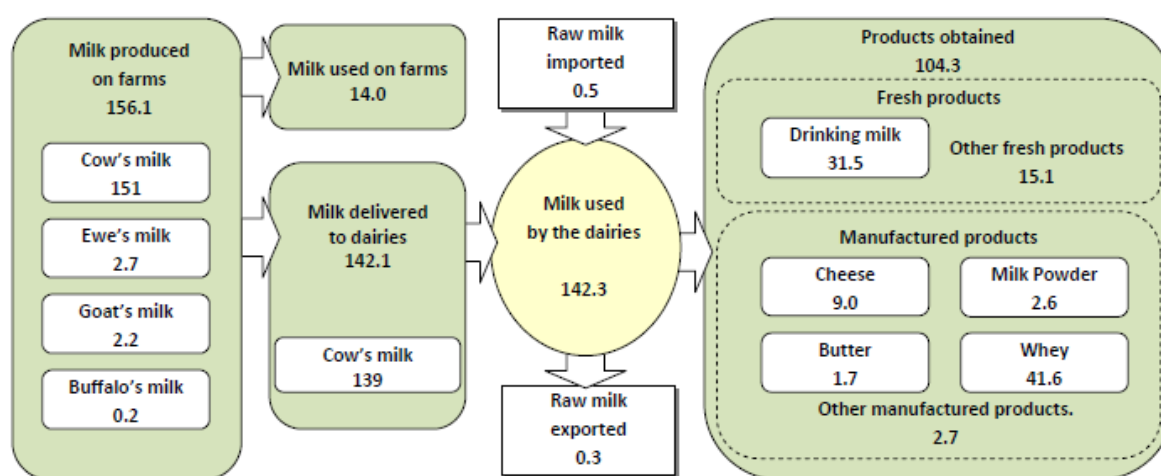 Milk produced
on farms
156.1
Cow's milk
151
Ewe's milk
2.7
Goat's milk
2.2
Buffalo's milk
0.2
Milk used on farms
14.0
Milk delivered
to dairies
142.1
Cow's milk
139
Raw milk
imported
0.5
Milk used
by the dairies
142.3
Raw milk
exported
0.3
Products obtained
104.3
Fresh products
Drinking milk
31.5
Other fresh products
15.1
Manufactured products
Cheese
9.0
Milk Powder
2.6
Butter
1.7
Whey
41.6
Other manufactured products.
2.7